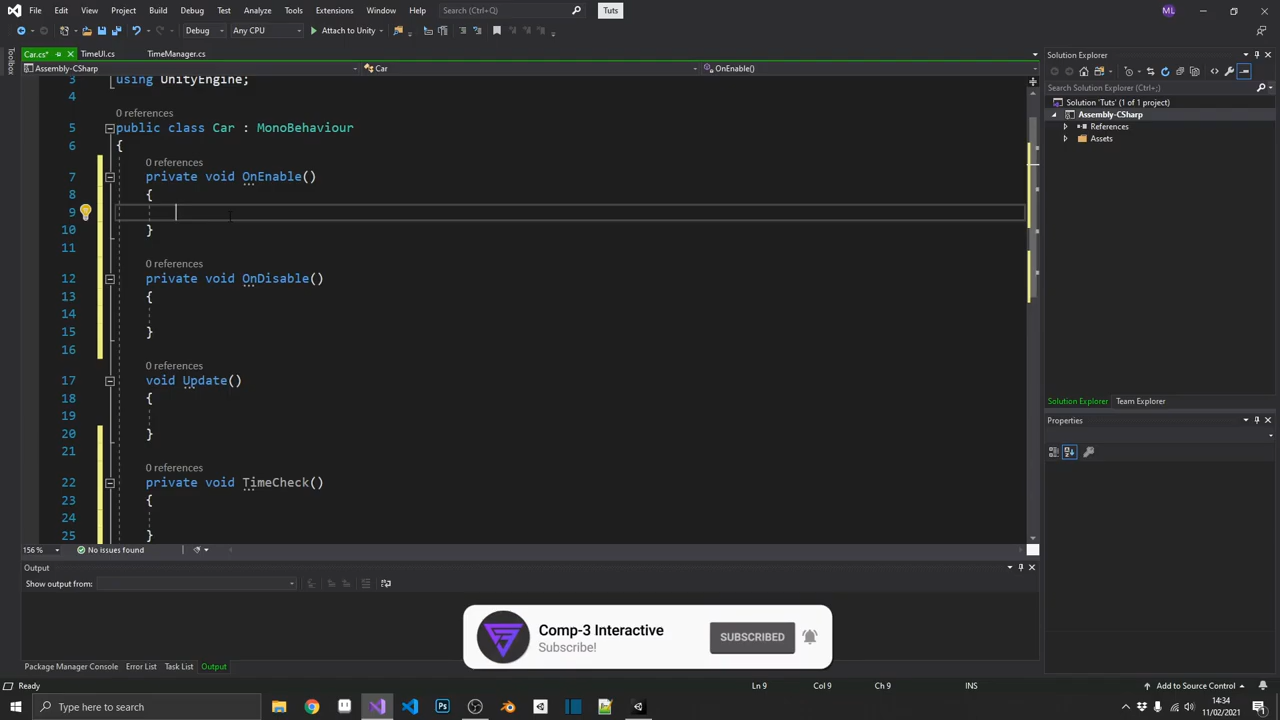 File Edit View Project Build Debug Test Analyze Tools Extensions Window Help Search (Ctrl+Q) Tuts ML
Debug Any CPU Attach to Unity
Car.cs* TimeUI.cs TimeManager.cs
Assembly-CSharp Car OnEnable()
Toolbox
3 using UnityEngine;
4
0 references
5 public class Car : MonoBehaviour
6 {
0 references
7 private void OnEnable()
8 {
9
10 }
11
0 references
12 private void OnDisable()
13 {
14
15 }
16
0 references
17 void Update()
18 {
19
20 }
21
0 references
22 private void TimeCheck()
23 {
24
25 }
156 % No issues found
Solution Explorer
Search Solution Explorer (Ctrl+;)
Solution 'Tuts' (1 of 1 project)
Assembly-CSharp
References
Assets
Solution Explorer Team Explorer
Properties
Output
Show output from:
Comp-3 Interactive
Subscribe!
SUBSCRIBED
Package Manager Console Error List Task List Output
Ready Ln 9 Col 9 Ch 9 INS Add to Source Control
Type here to search
14:34
11/02/2021